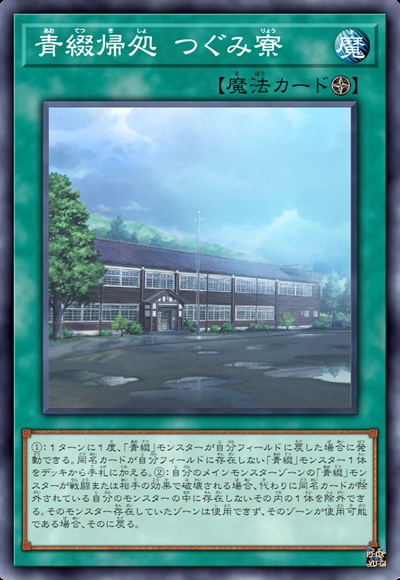 青綴帰処 つぐみ寮
魔
【魔法カード】
①:1ターンに1度、「青綴」モンスターが自分フィールドに戻した場合に発
動できる。同名カードが自分フィールドに存在しない「青綴」モンスター1体
をデッキから手札に加える。②:自分のメインモンスターゾーンの「青綴」モン
スターが戦闘または相手の効果で破壊される場合、代わりに同名カードが除
外されている自分のモンスターの中に存在しないその内の1体を除外でき
る。そのモンスター存在していたゾーンは使用できず、そのゾーンが使用可能
である場合、そのに戻る。